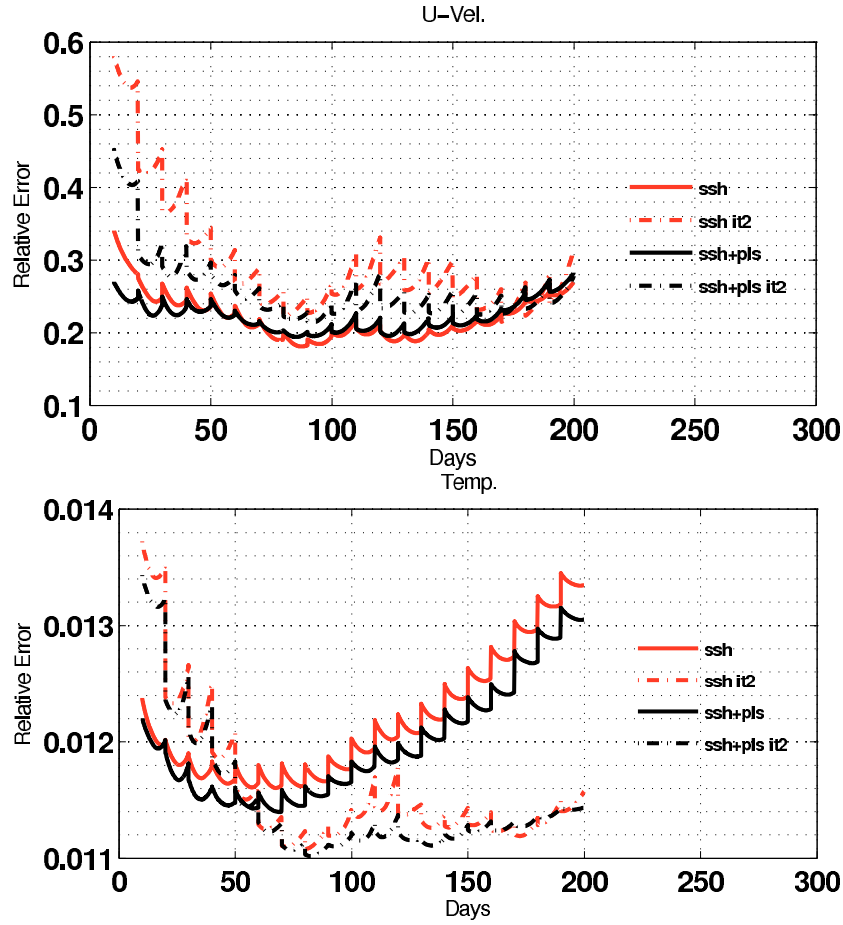 U-Vel.
0.6
0.5
0.4
0.3
0.2
0.1
Relative Error
ssh
ssh it2
ssh+pls
ssh+pls it2
0 50 100 150 200 250 300
Days
Temp.
0.014
0.013
0.012
0.011
Relative Error
ssh
ssh it2
ssh+pls
ssh+pls it2
0 50 100 150 200 250 300
Days